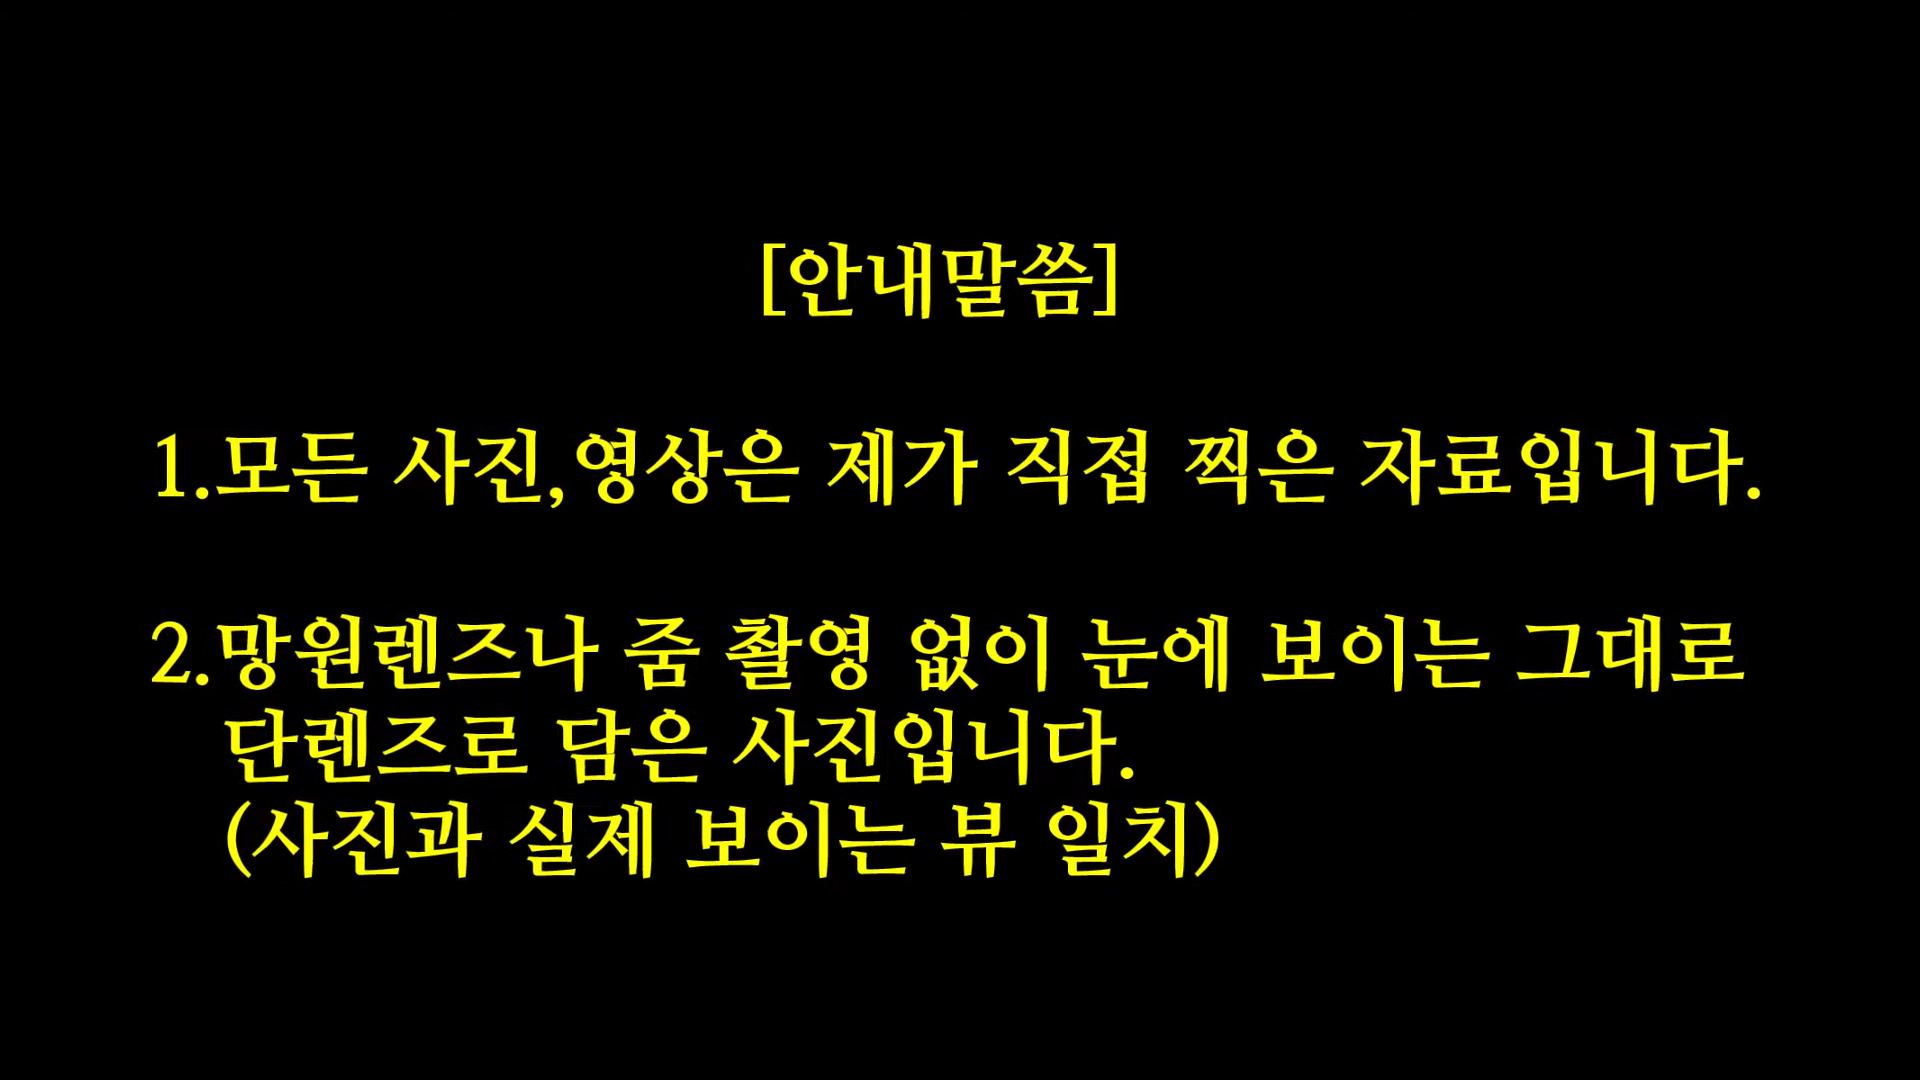 [안내말씀]
1.모든 사진,영상은 제가 직접 찍은 자료입니다.
2.망원렌즈나 줌 촬영 없이 눈에 보이는 그대로
단렌즈로 담은 사진입니다.
(사진과 실제 보이는 뷰 일치)